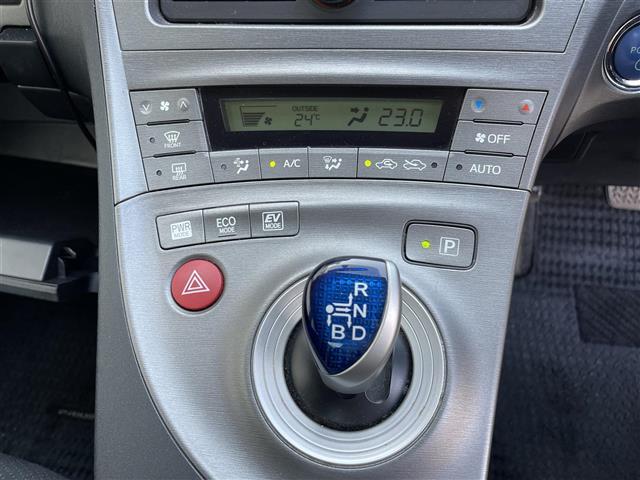 OUTSIDE
24°C 23.0
FRONT
OFF
REAR
A/C
AUTO
PWR MODE
ECO MODE
EV MODE
P
R
N
B D